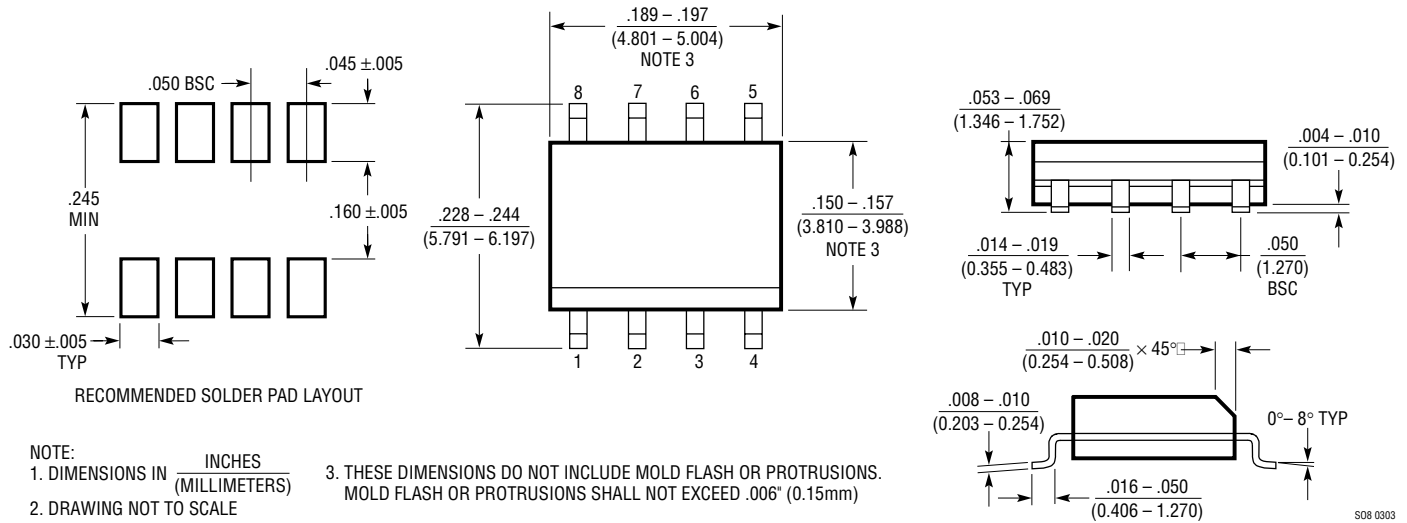 .050 BSC
.045 ±.005
.245
MIN
.160 ±.005
.030 ±.005
TYP
RECOMMENDED SOLDER PAD LAYOUT
.189 – .197
(4.801 – 5.004)
NOTE 3
8 7 6 5
.228 – .244
(5.791 – 6.197)
.150 – .157
(3.810 – 3.988)
NOTE 3
1 2 3 4
.053 – .069
(1.346 – 1.752)
.004 – .010
(0.101 – 0.254)
.014 – .019
(0.355 – 0.483)
TYP
.050
(1.270)
BSC
.010 – .020
(0.254 – 0.508)
× 45°
.008 – .010
(0.203 – 0.254)
0°– 8° TYP
.016 – .050
(0.406 – 1.270)
NOTE:
1. DIMENSIONS IN INCHES
(MILLIMETERS)
2. DRAWING NOT TO SCALE
3. THESE DIMENSIONS DO NOT INCLUDE MOLD FLASH OR PROTRUSIONS.
MOLD FLASH OR PROTRUSIONS SHALL NOT EXCEED .006" (0.15mm)
SO8 0303